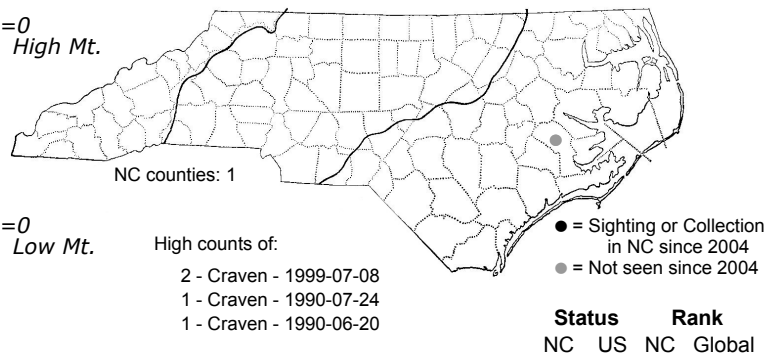 =0
High Mt.
NC counties: 1
=0
Low Mt.
High counts of:
2 - Craven - 1999-07-08
1 - Craven - 1990-07-24
1 - Craven - 1990-06-20
● = Sighting or Collection
in NC since 2004
● = Not seen since 2004
Status Rank
NC US NC Global